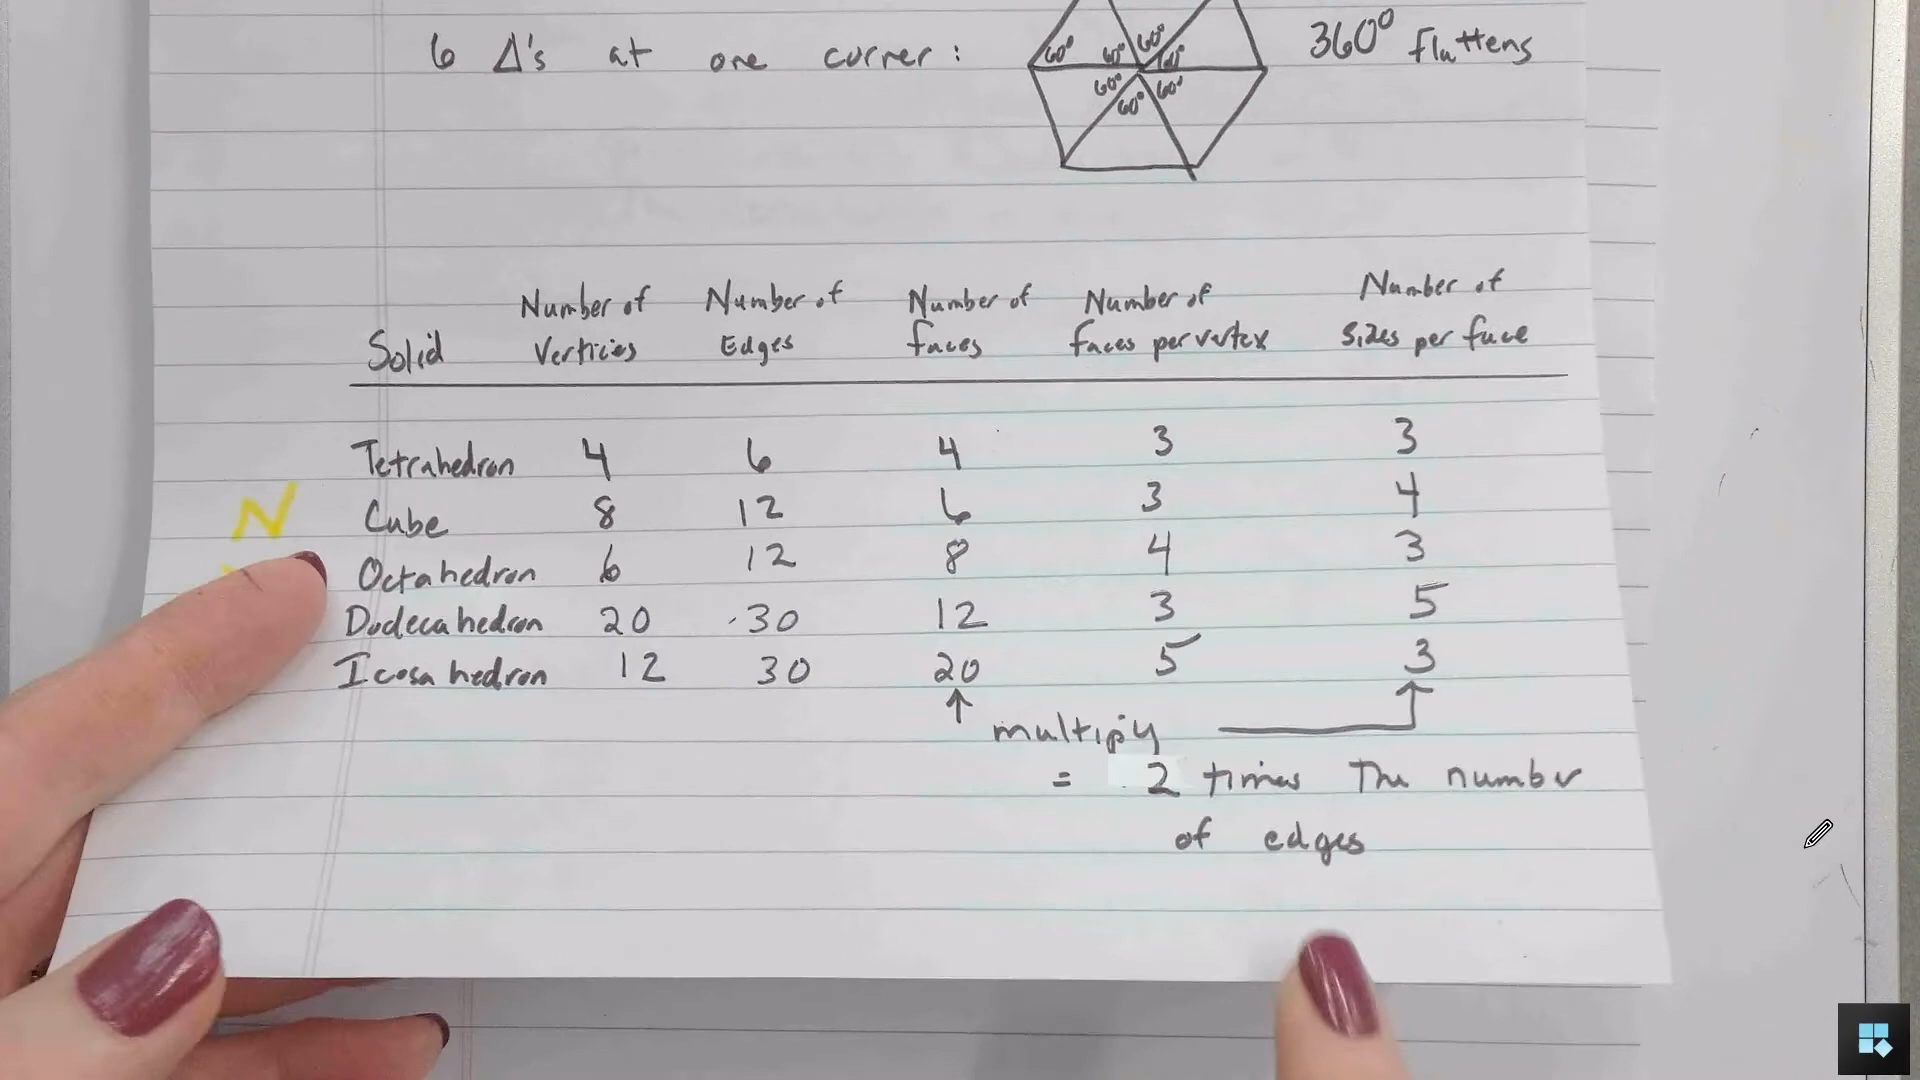 6 Δ's at one corner:
60° 60° 60° 60°
60° 60° 60°
360° flattens
Number of Number of Number of Number of Number of
Solid Verticies Edges faces faces per vertex sides per face
Tetrahedron 4 6 4 3 3
N Cube 8 12 6 3 4
Octahedron 6 12 8 4 3
Dodecahedron 20 30 12 3 5
Icosahedron 12 30 20 5 3
↑ multiply
= 2 times The number
of edges